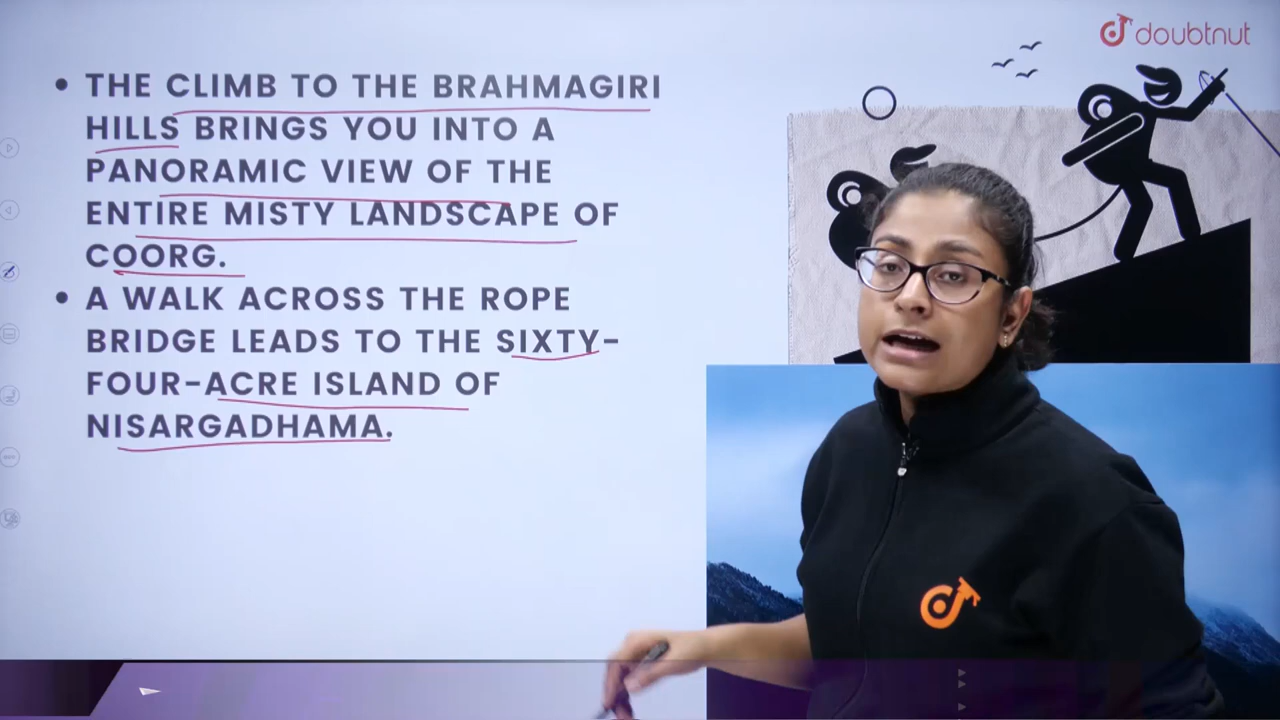 doubtnut
• THE CLIMB TO THE BRAHMAGIRI
HILLS BRINGS YOU INTO A
PANORAMIC VIEW OF THE
ENTIRE MISTY LANDSCAPE OF
COORG.
• A WALK ACROSS THE ROPE
BRIDGE LEADS TO THE SIXTY-
FOUR-ACRE ISLAND OF
NISARGADHAMA.